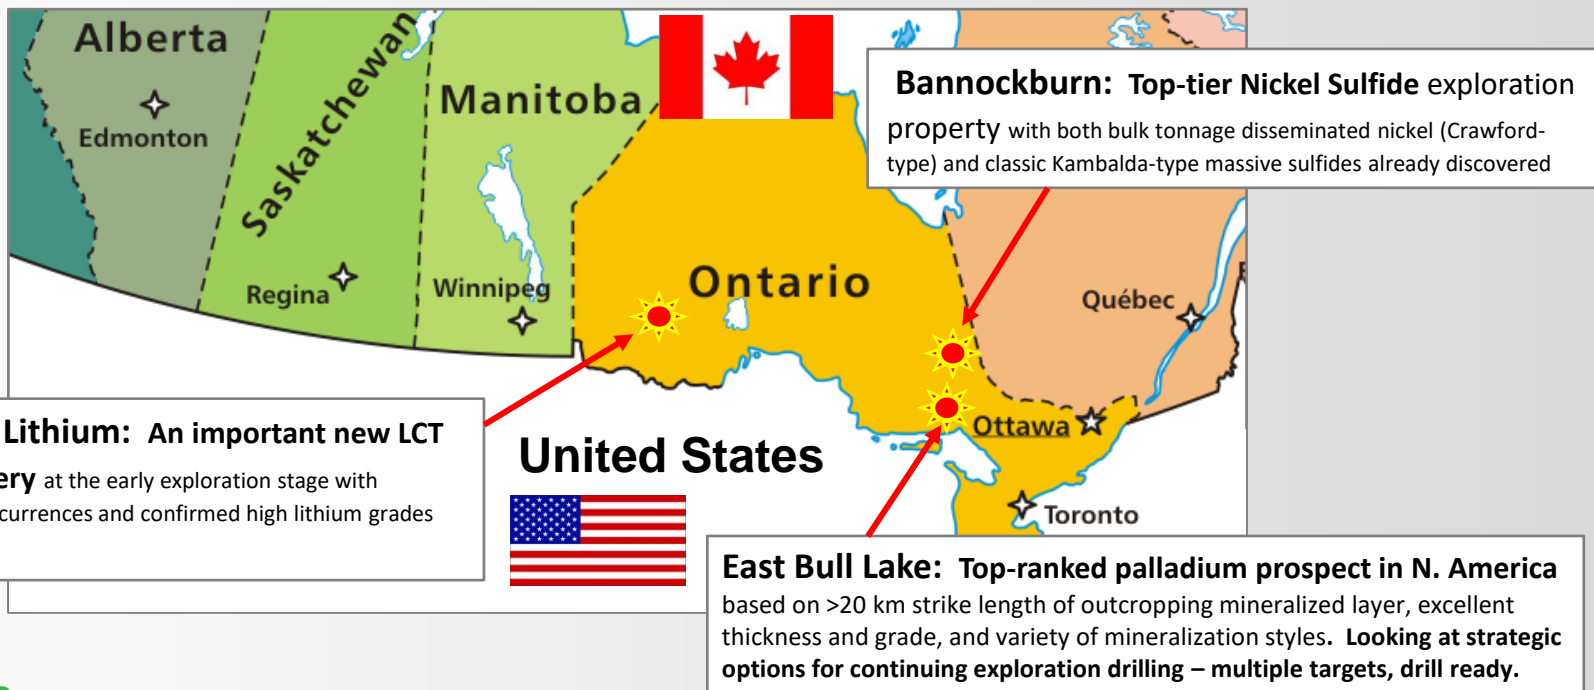 Alberta
Edmonton
Saskatchewan
Regina
Manitoba
Winnipeg
Bannockburn: Top-tier Nickel Sulfide exploration
property with both bulk tonnage disseminated nickel (Crawford-
type) and classic Kambalda-type massive sulfides already discovered
Ontario
Québec
Ottawa
Toronto
Lithium: An important new LCT
ery at the early exploration stage with
currences and confirmed high lithium grades
United States
East Bull Lake: Top-ranked palladium prospect in N. America
based on >20 km strike length of outcropping mineralized layer, excellent
thickness and grade, and variety of mineralization styles. Looking at strategic
options for continuing exploration drilling – multiple targets, drill ready.